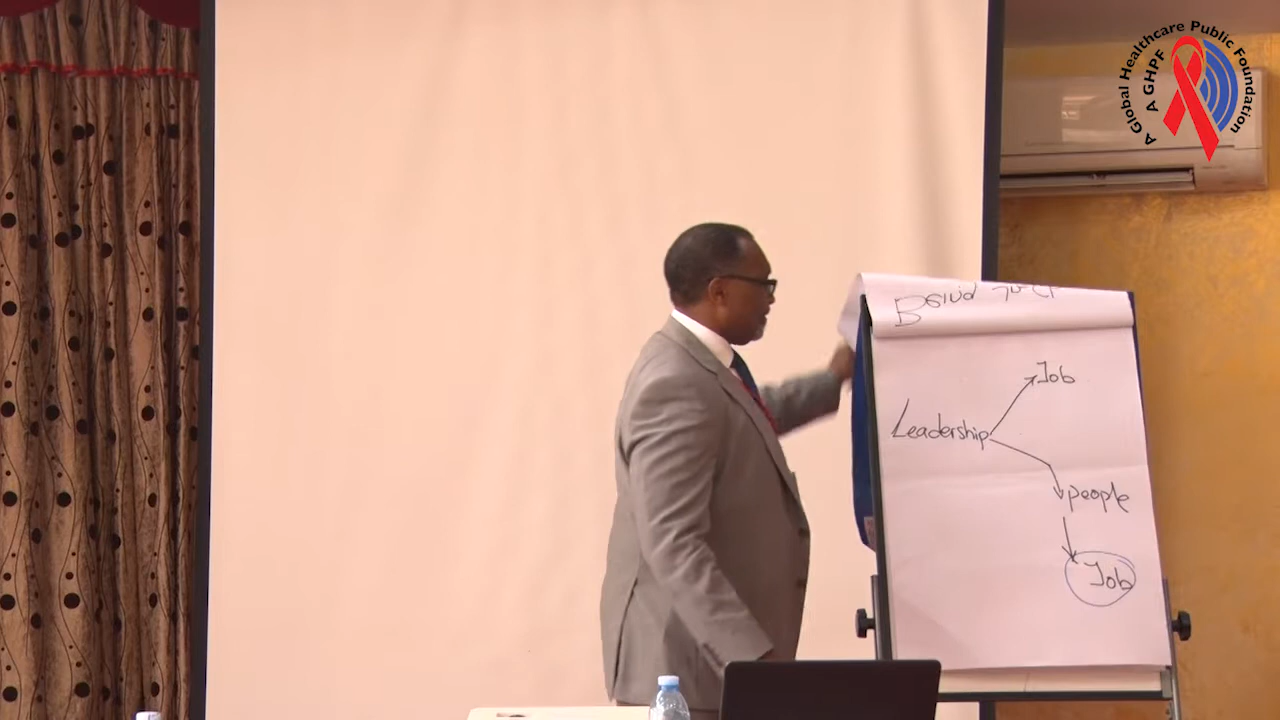 A Global Healthcare Public Foundation
A GHPF
Job
Leadership
people
Job